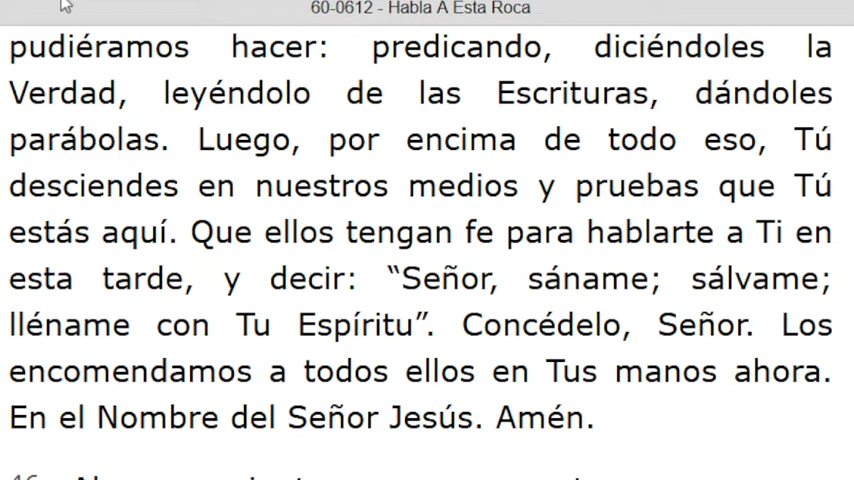 60-0612 - Habla A Esta Roca
pudiéramos hacer: predicando, diciéndoles la
Verdad, leyéndolo de las Escrituras, dándoles
parábolas. Luego, por encima de todo eso, Tú
desciendes en nuestros medios y pruebas que Tú
estás aquí. Que ellos tengan fe para hablarte a Ti en
esta tarde, y decir: “Señor, sáname; sálvame;
lléname con Tu Espíritu”. Concédelo, Señor. Los
encomendamos a todos ellos en Tus manos ahora.
En el Nombre del Señor Jesús. Amén.